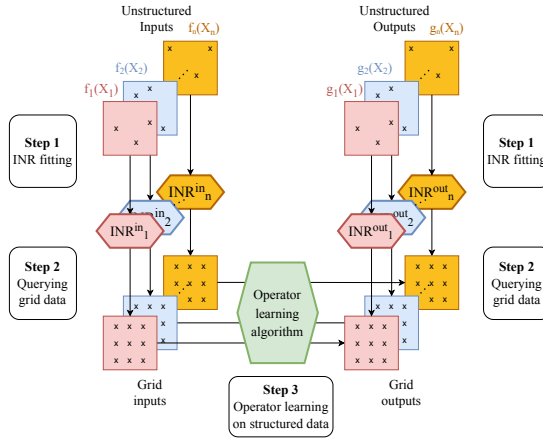 Unstructured
Inputs
Unstructured
Outputs
fₙ(Xₙ)
gₙ(Xₙ)
f₂(X₂)
g₂(X₂)
f₁(X₁)
g₁(X₁)
Step 1
INR fitting
Step 1
INR fitting
INRⁱⁿₙ
INRᵒᵘᵗₙ
ⁱⁿ₂
ᵒᵘᵗ₂
INRⁱⁿ₁
INRᵒᵘᵗ₁
Step 2
Querying
grid data
Operator
learning
algorithm
Step 2
Querying
grid data
Grid
inputs
Grid
outputs
Step 3
Operator learning
on structured data